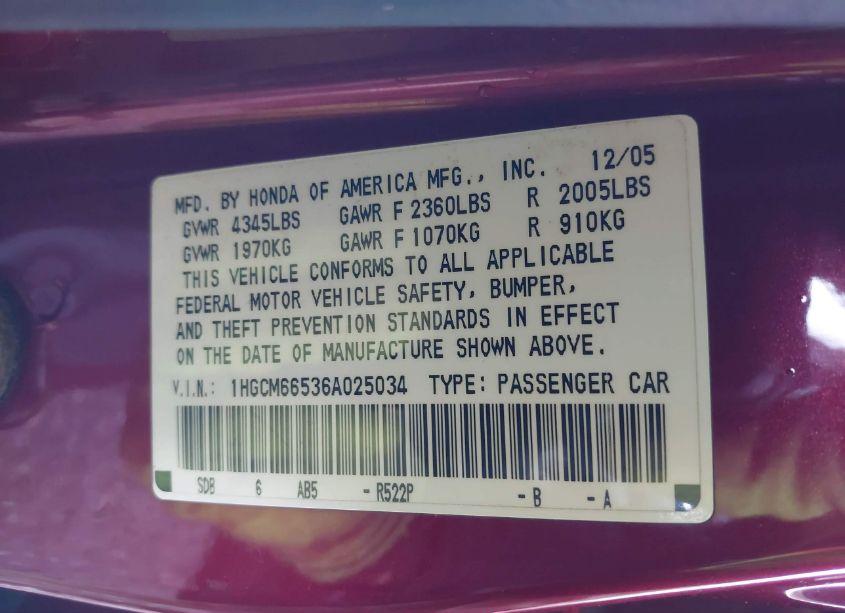 MFD. BY HONDA OF AMERICA MFG., INC. 12/05
GVWR 4345LBS GAWR F 2360LBS R 2005LBS
GVWR 1970KG GAWR F 1070KG R 910KG
THIS VEHICLE CONFORMS TO ALL APPLICABLE
FEDERAL MOTOR VEHICLE SAFETY, BUMPER,
AND THEFT PREVENTION STANDARDS IN EFFECT
ON THE DATE OF MANUFACTURE SHOWN ABOVE.
V.I.N.: 1HGCM66536A025034 TYPE: PASSENGER CAR
SDB 6 AB5 - R522P - B - A